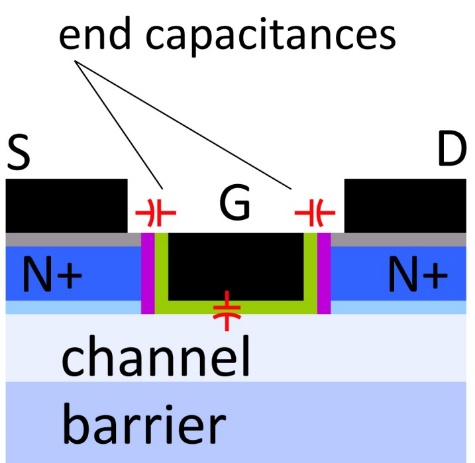 end capacitances
S
D
G
N+
N+
channel
barrier